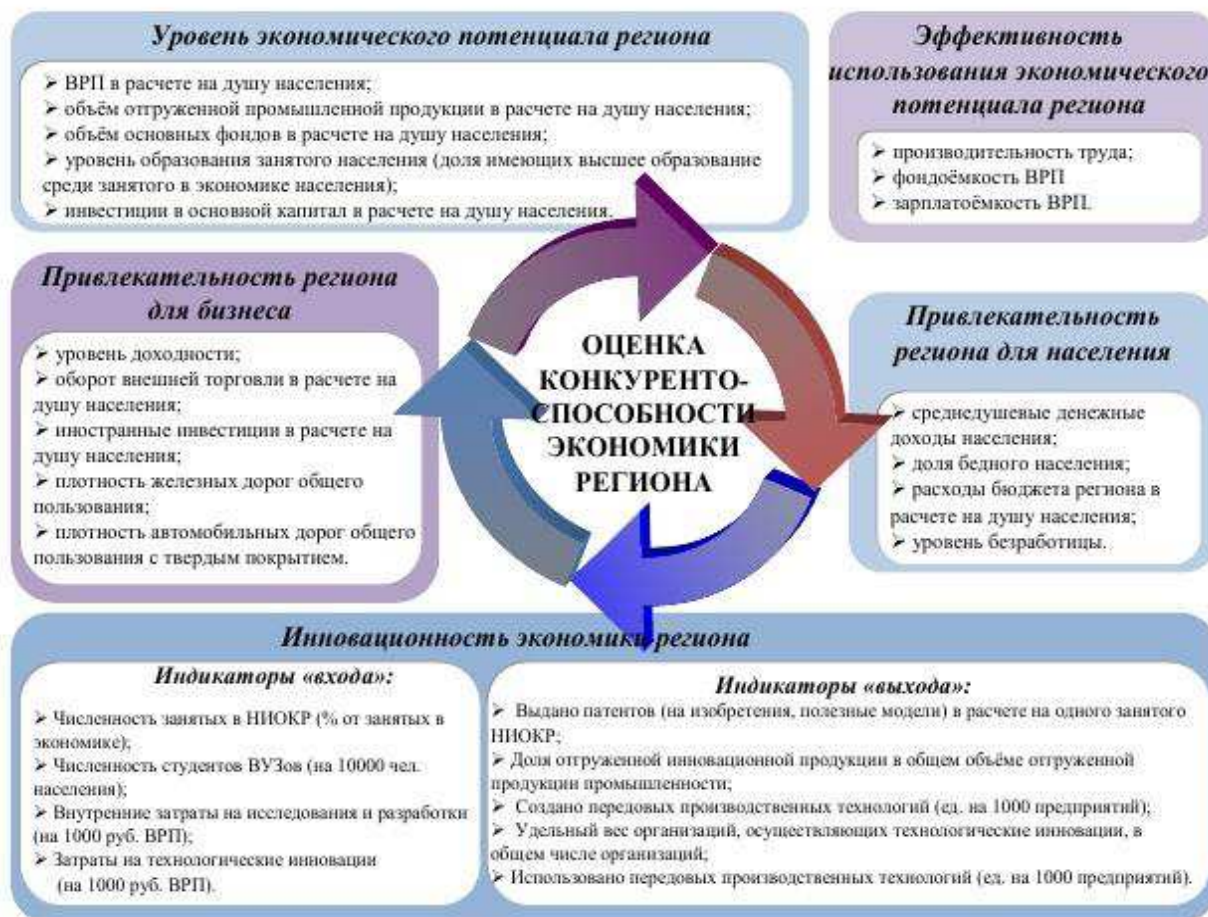 Уровень экономического потенциала региона
➢ ВРП в расчете на душу населения;
➢ объём отгруженной промышленной продукции в расчете на душу населения;
➢ объём основных фондов в расчете на душу населения;
➢ уровень образования занятого населения (доля имеющих высшее образование
среди занятого в экономике населения);
➢ инвестиции в основной капитал в расчете на душу населения.
Эффективность
использования экономического
потенциала региона
➢ производительность труда;
➢ фондоёмкость ВРП
➢ зарплатоёмкость ВРП.
Привлекательность региона
для бизнеса
➢ уровень доходности;
➢ оборот внешней торговли в расчете на
душу населения;
➢ иностранные инвестиции в расчете на
душу населения;
➢ плотность железных дорог общего
пользования;
➢ плотность автомобильных дорог общего
пользования с твердым покрытием.
ОЦЕНКА
КОНКУРЕНТО-
СПОСОБНОСТИ
ЭКОНОМИКИ
РЕГИОНА
Привлекательность
региона для населения
➢ среднедушевые денежные
доходы населения;
➢ доля бедного населения;
➢ расходы бюджета региона в
расчете на душу населения;
➢ уровень безработицы.
Инновационность экономики региона
Индикаторы «входа»:
➢ Численность занятых в НИОКР (% от занятых в
экономике);
➢ Численность студентов ВУЗов (на 10000 чел.
населения);
➢ Внутренние затраты на исследования и разработки
(на 1000 руб. ВРП);
➢ Затраты на технологические инновации
(на 1000 руб. ВРП).
Индикаторы «выхода»:
➢ Выдано патентов (на изобретения, полезные модели) в расчете на одного занятого
НИОКР;
➢ Доля отгруженной инновационной продукции в общем объёме отгруженной
продукции промышленности;
➢ Создано передовых производственных технологий (ед. на 1000 предприятий);
➢ Удельный вес организаций, осуществляющих технологические инновации, в
общем числе организаций;
➢ Использовано передовых производственных технологий (ед. на 1000 предприятий).